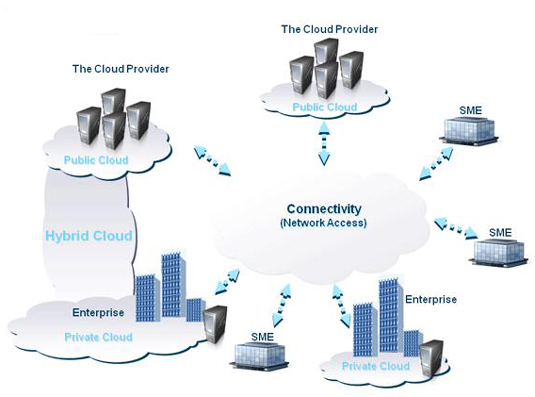 The Cloud Provider
Public Cloud
The Cloud Provider
Public Cloud
SME
Connectivity
(Network Access)
Hybrid Cloud
SME
Enterprise
Private Cloud
SME
Enterprise
Private Cloud